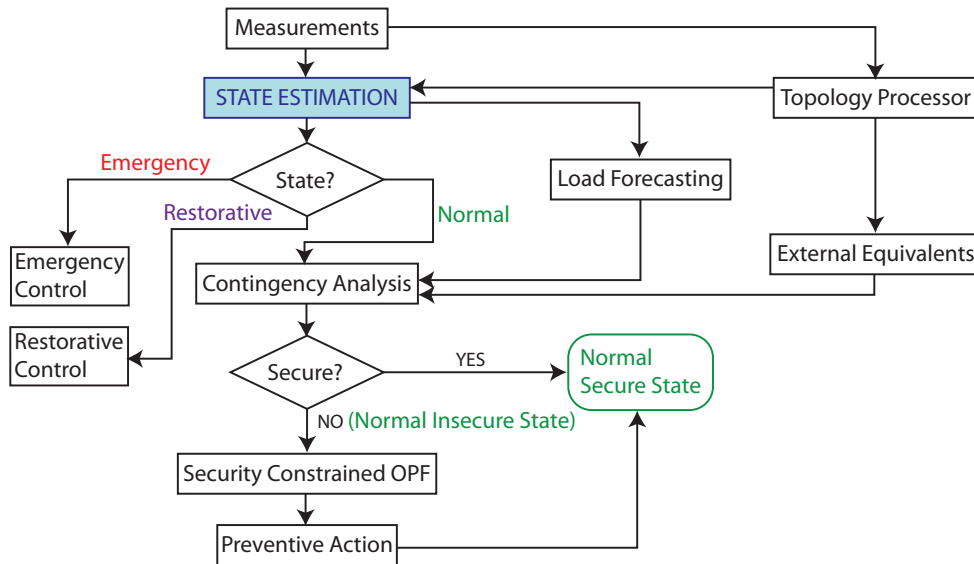 Measurements
STATE ESTIMATION
Topology Processor
Emergency
State?
Load Forecasting
Restorative
Normal
Emergency
Control
External Equivalents
Contingency Analysis
Restorative
Control
Secure?
YES
Normal
Secure State
NO (Normal Insecure State)
Security Constrained OPF
Preventive Action